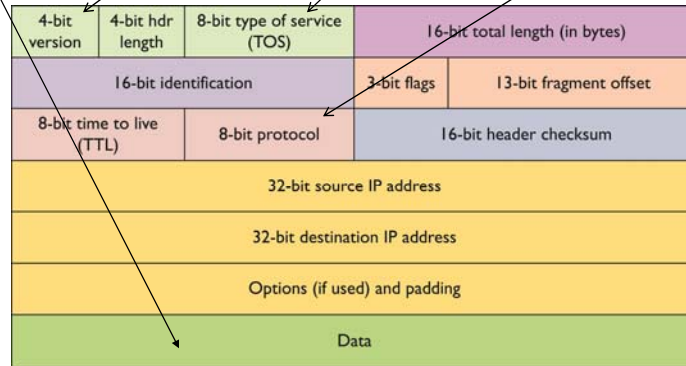 4-bit version
4-bit hdr length
8-bit type of service (TOS)
16-bit total length (in bytes)
16-bit identification
3-bit flags
13-bit fragment offset
8-bit time to live (TTL)
8-bit protocol
16-bit header checksum
32-bit source IP address
32-bit destination IP address
Options (if used) and padding
Data